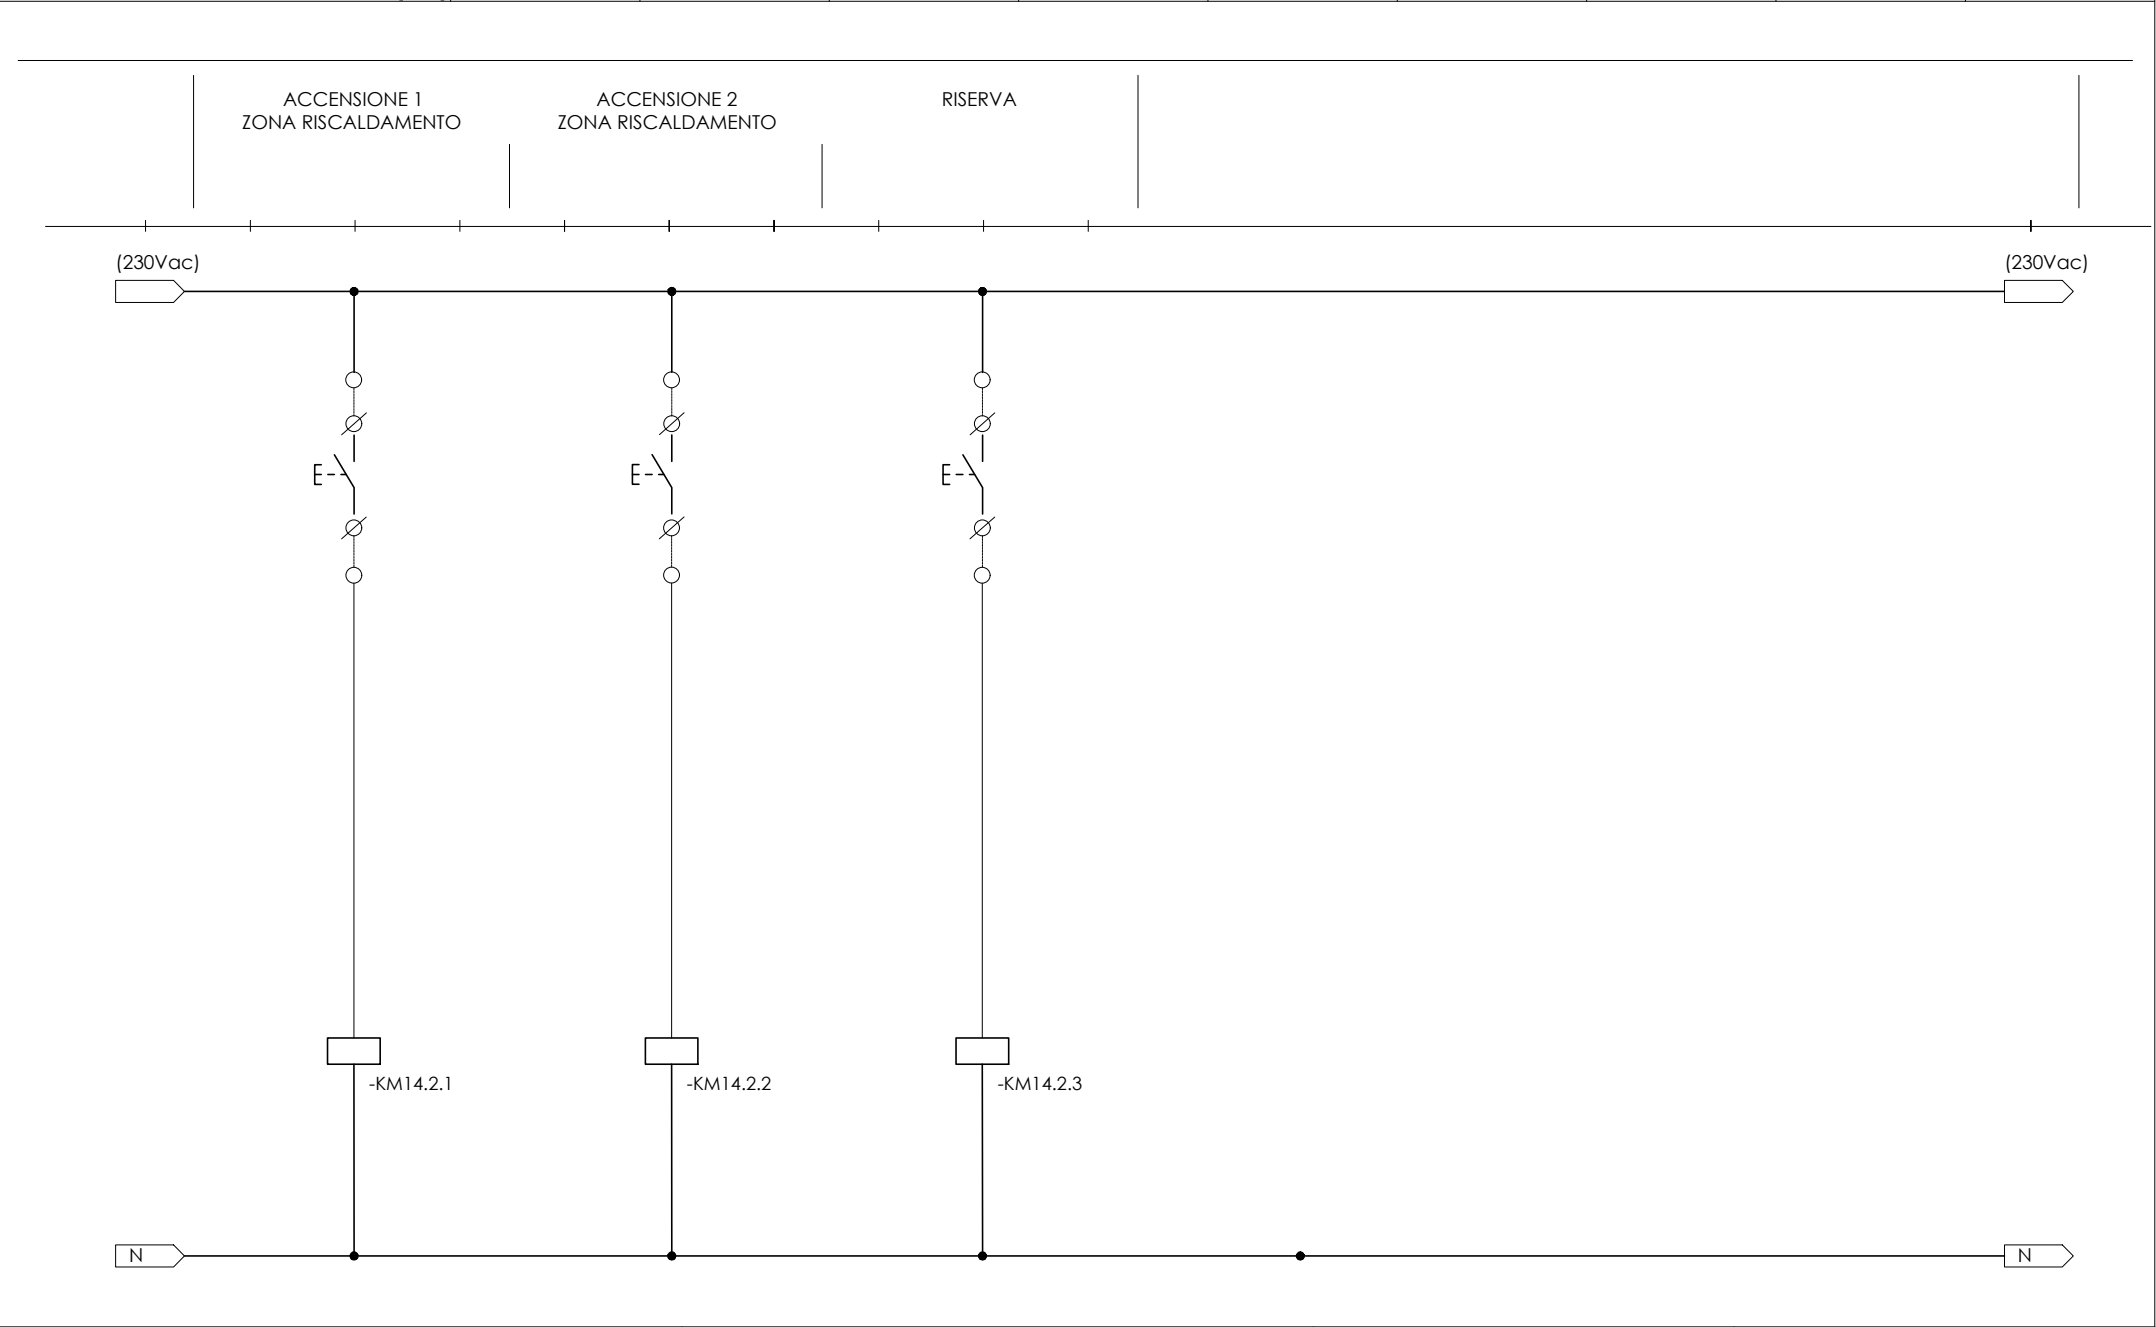 ACCENSIONE 1
ZONA RISCALDAMENTO
ACCENSIONE 2
ZONA RISCALDAMENTO
RISERVA
(230Vac)
(230Vac)
-KM14.2.1
-KM14.2.2
-KM14.2.3
N
N